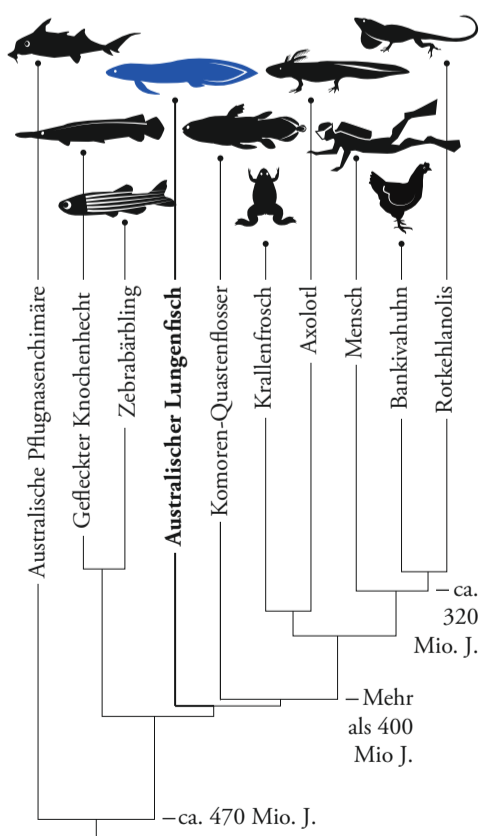 Australische Pflugnasenchimäre
Gefleckter Knochenhecht
Zebrabärbling
Australischer Lungenfisch
Komoren-Quastenflosser
Krallenfrosch
Axolotl
Mensch
Bankivahuhn
Rotkehlanolis
ca.
320
Mio. J.
Mehr
als 400
Mio J.
ca. 470 Mio. J.